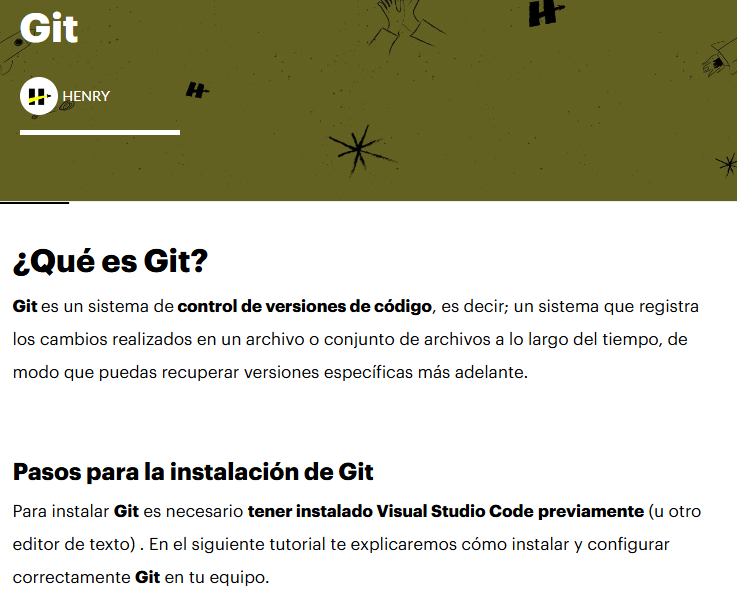 Git
HENRY
¿Qué es Git?
Git es un sistema de control de versiones de código, es decir; un sistema que registra
los cambios realizados en un archivo o conjunto de archivos a lo largo del tiempo, de
modo que puedas recuperar versiones específicas más adelante.
Pasos para la instalación de Git
Para instalar Git es necesario tener instalado Visual Studio Code previamente (u otro
editor de texto) . En el siguiente tutorial te explicaremos cómo instalar y configurar
correctamente Git en tu equipo.